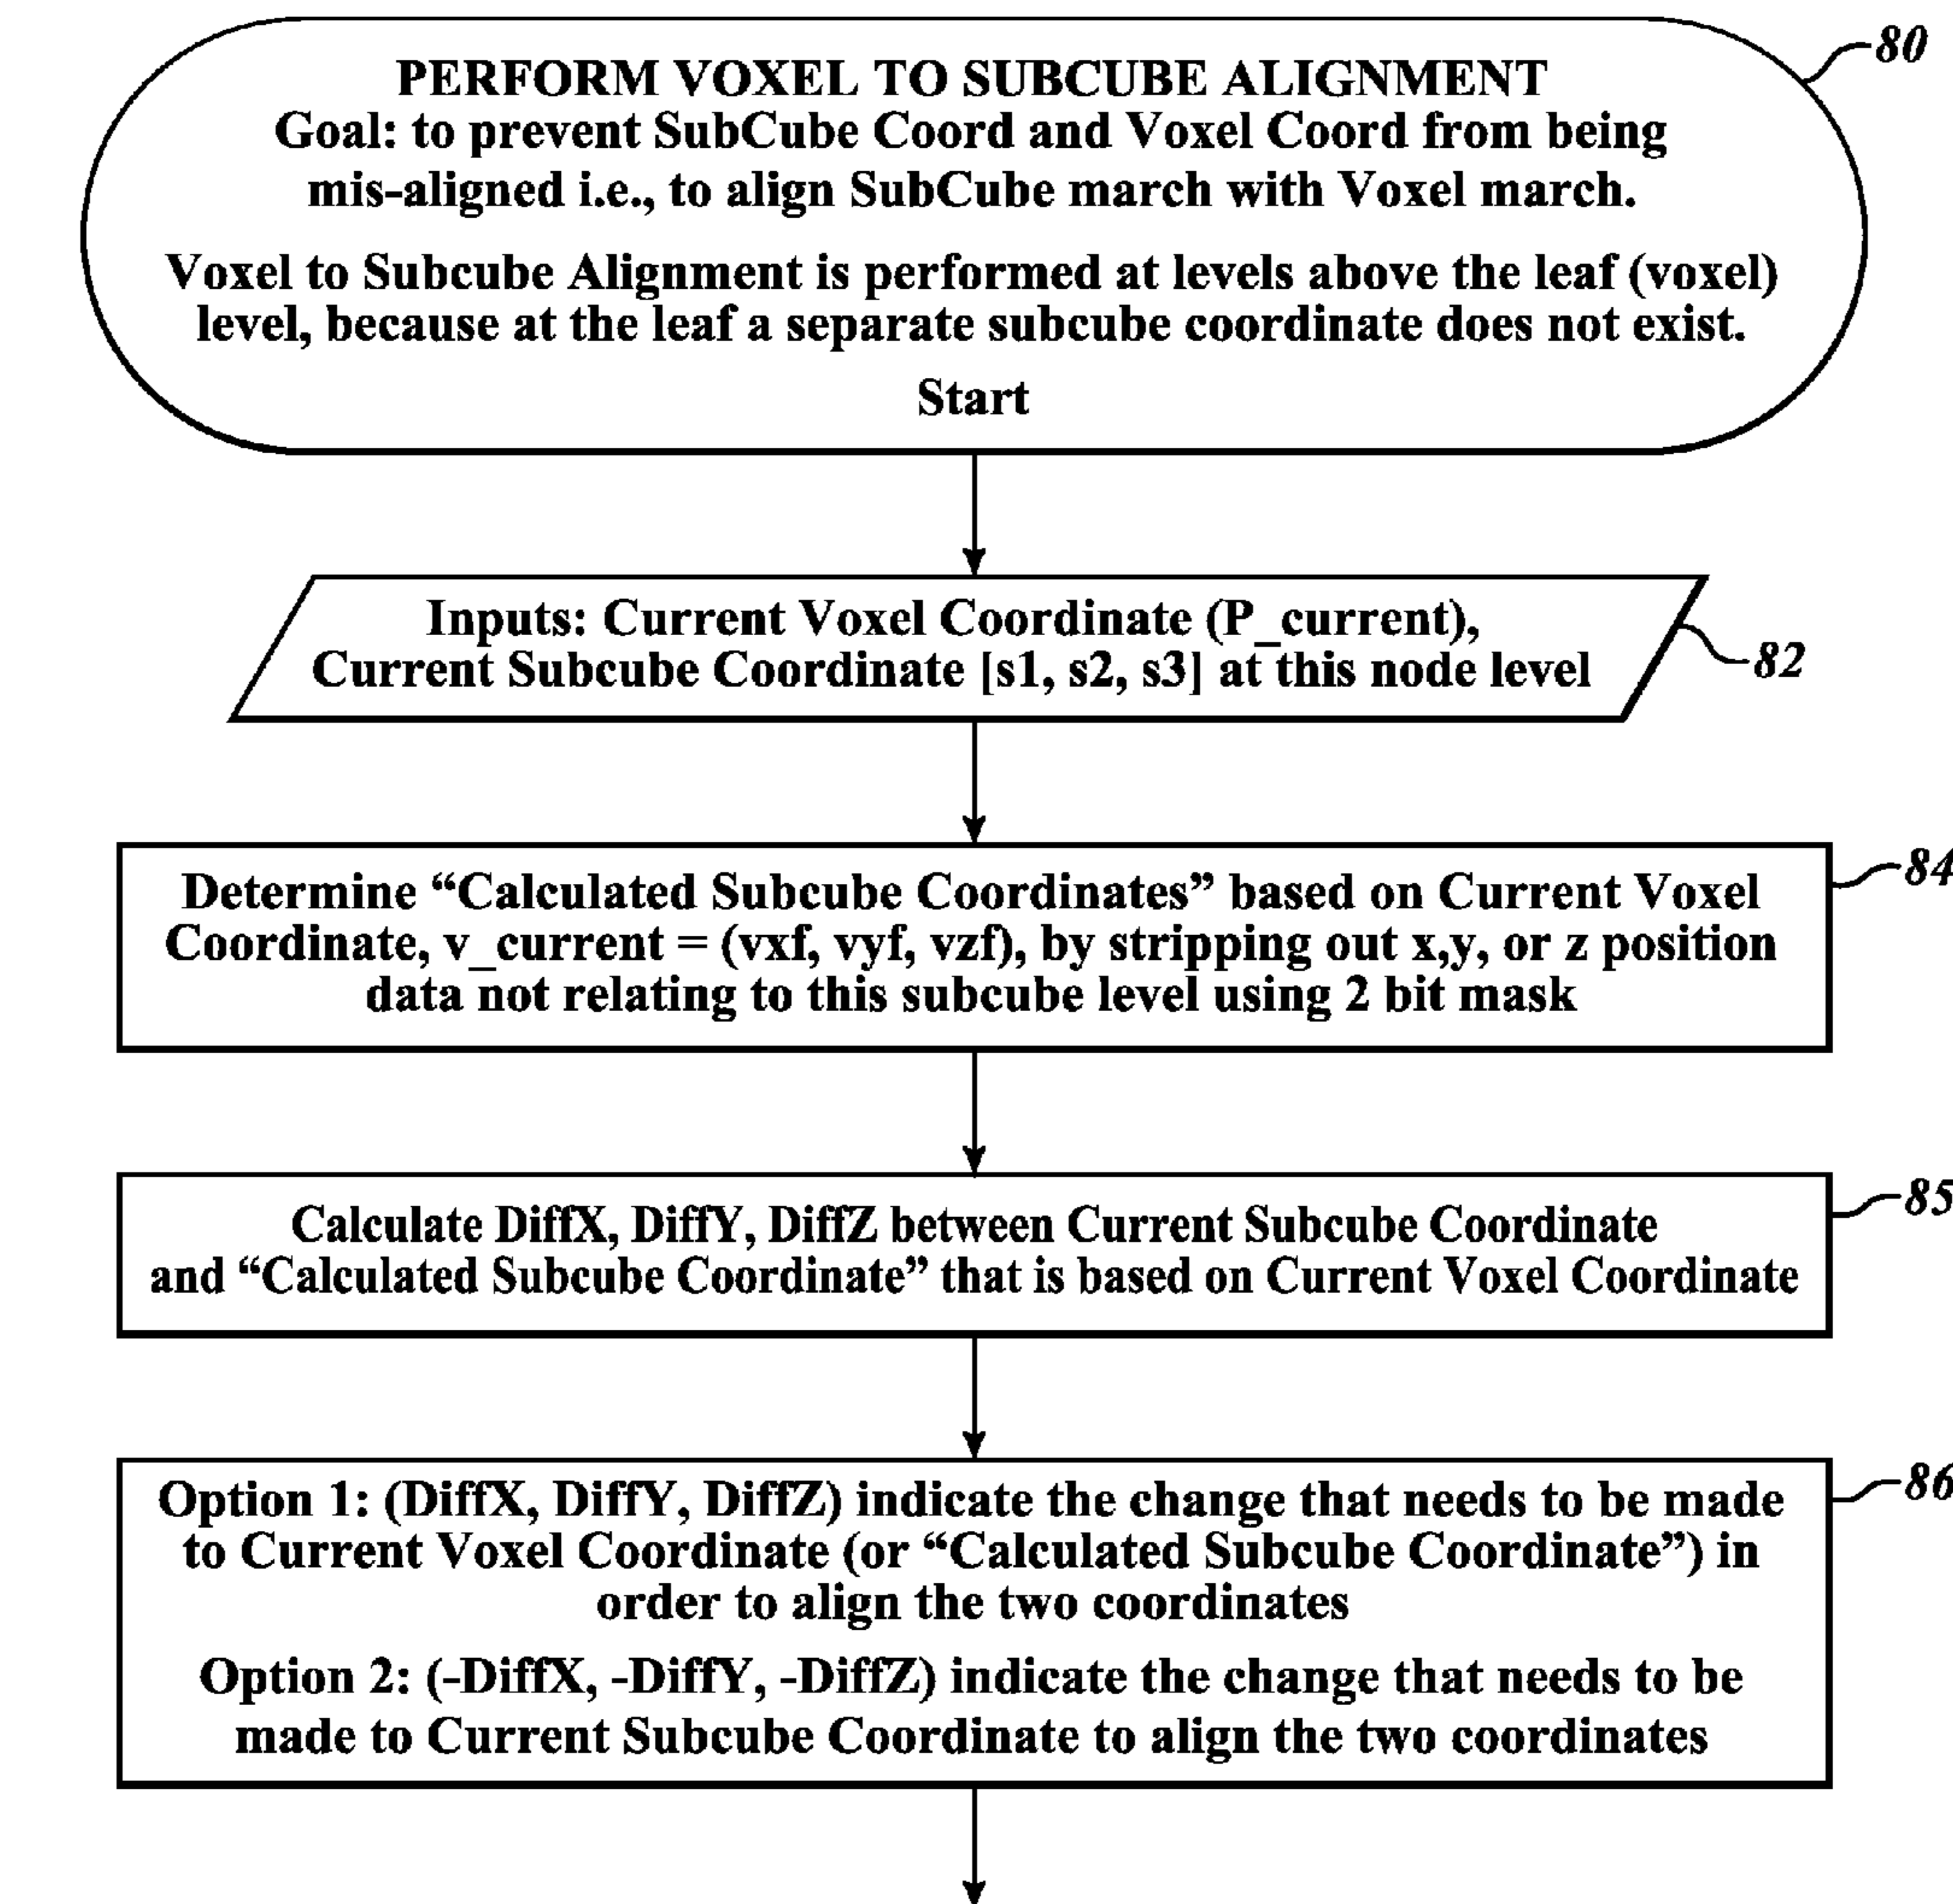 80
PERFORM VOXEL TO SUBCUBE ALIGNMENT
Goal: to prevent SubCube Coord and Voxel Coord from being
mis-aligned i.e., to align SubCube march with Voxel march.
Voxel to Subcube Alignment is performed at levels above the leaf (voxel)
level, because at the leaf a separate subcube coordinate does not exist.
Start
Inputs: Current Voxel Coordinate (P_current),
Current Subcube Coordinate [s1, s2, s3] at this node level
82
84
Determine “Calculated Subcube Coordinates” based on Current Voxel
Coordinate, v_current = (vxf, vyf, vzf), by stripping out x,y, or z position
data not relating to this subcube level using 2 bit mask
85
Calculate DiffX, DiffY, DiffZ between Current Subcube Coordinate
and “Calculated Subcube Coordinate” that is based on Current Voxel Coordinate
86
Option 1: (DiffX, DiffY, DiffZ) indicate the change that needs to be made
to Current Voxel Coordinate (or “Calculated Subcube Coordinate”) in
order to align the two coordinates
Option 2: (-DiffX, -DiffY, -DiffZ) indicate the change that needs to be
made to Current Subcube Coordinate to align the two coordinates